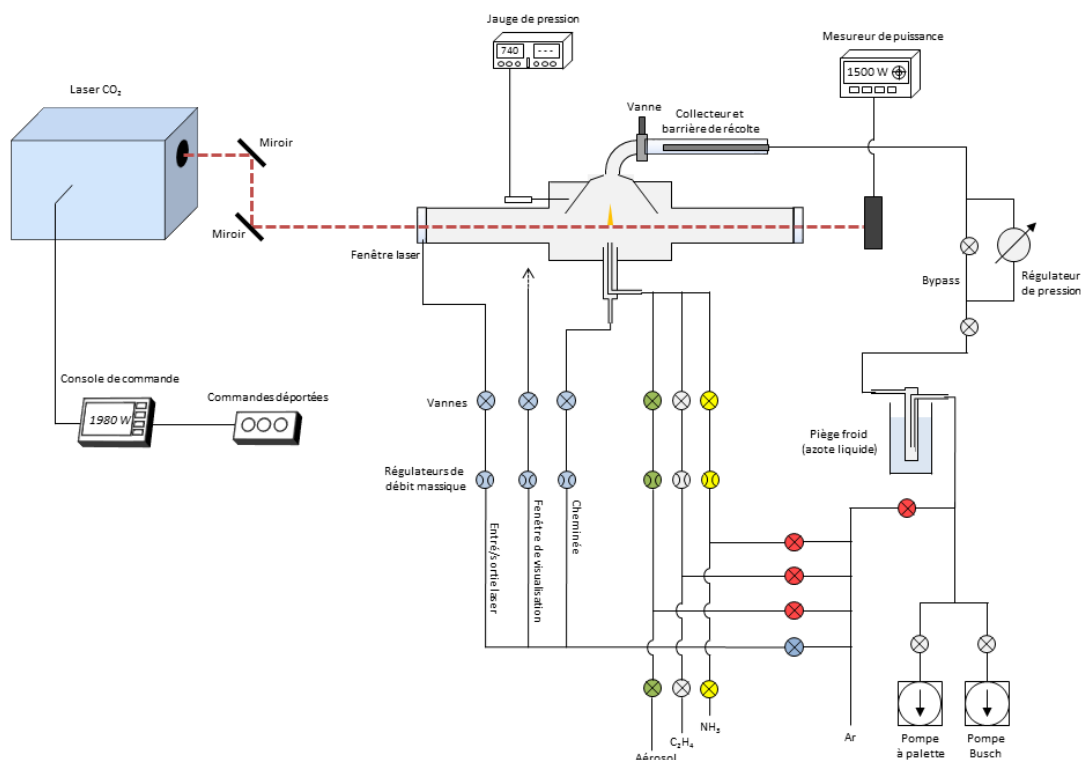 Jauge de pression
740
---
Mesureur de puissance
1500 W
Laser CO₂
Vanne
Collecteur et
barrière de récolte
Miroir
Miroir
Fenêtre laser
Bypass
Régulateur
de pression
Console de commande
1980 W
Commandes déportées
Vannes
Piège froid
(azote liquide)
Régulateurs de
débit massique
Entré/sortie laser
Fenêtre de visualisation
Cheminée
NH₃
C₂H₄
Aérosol
Ar
Pompe
à palette
Pompe
Busch